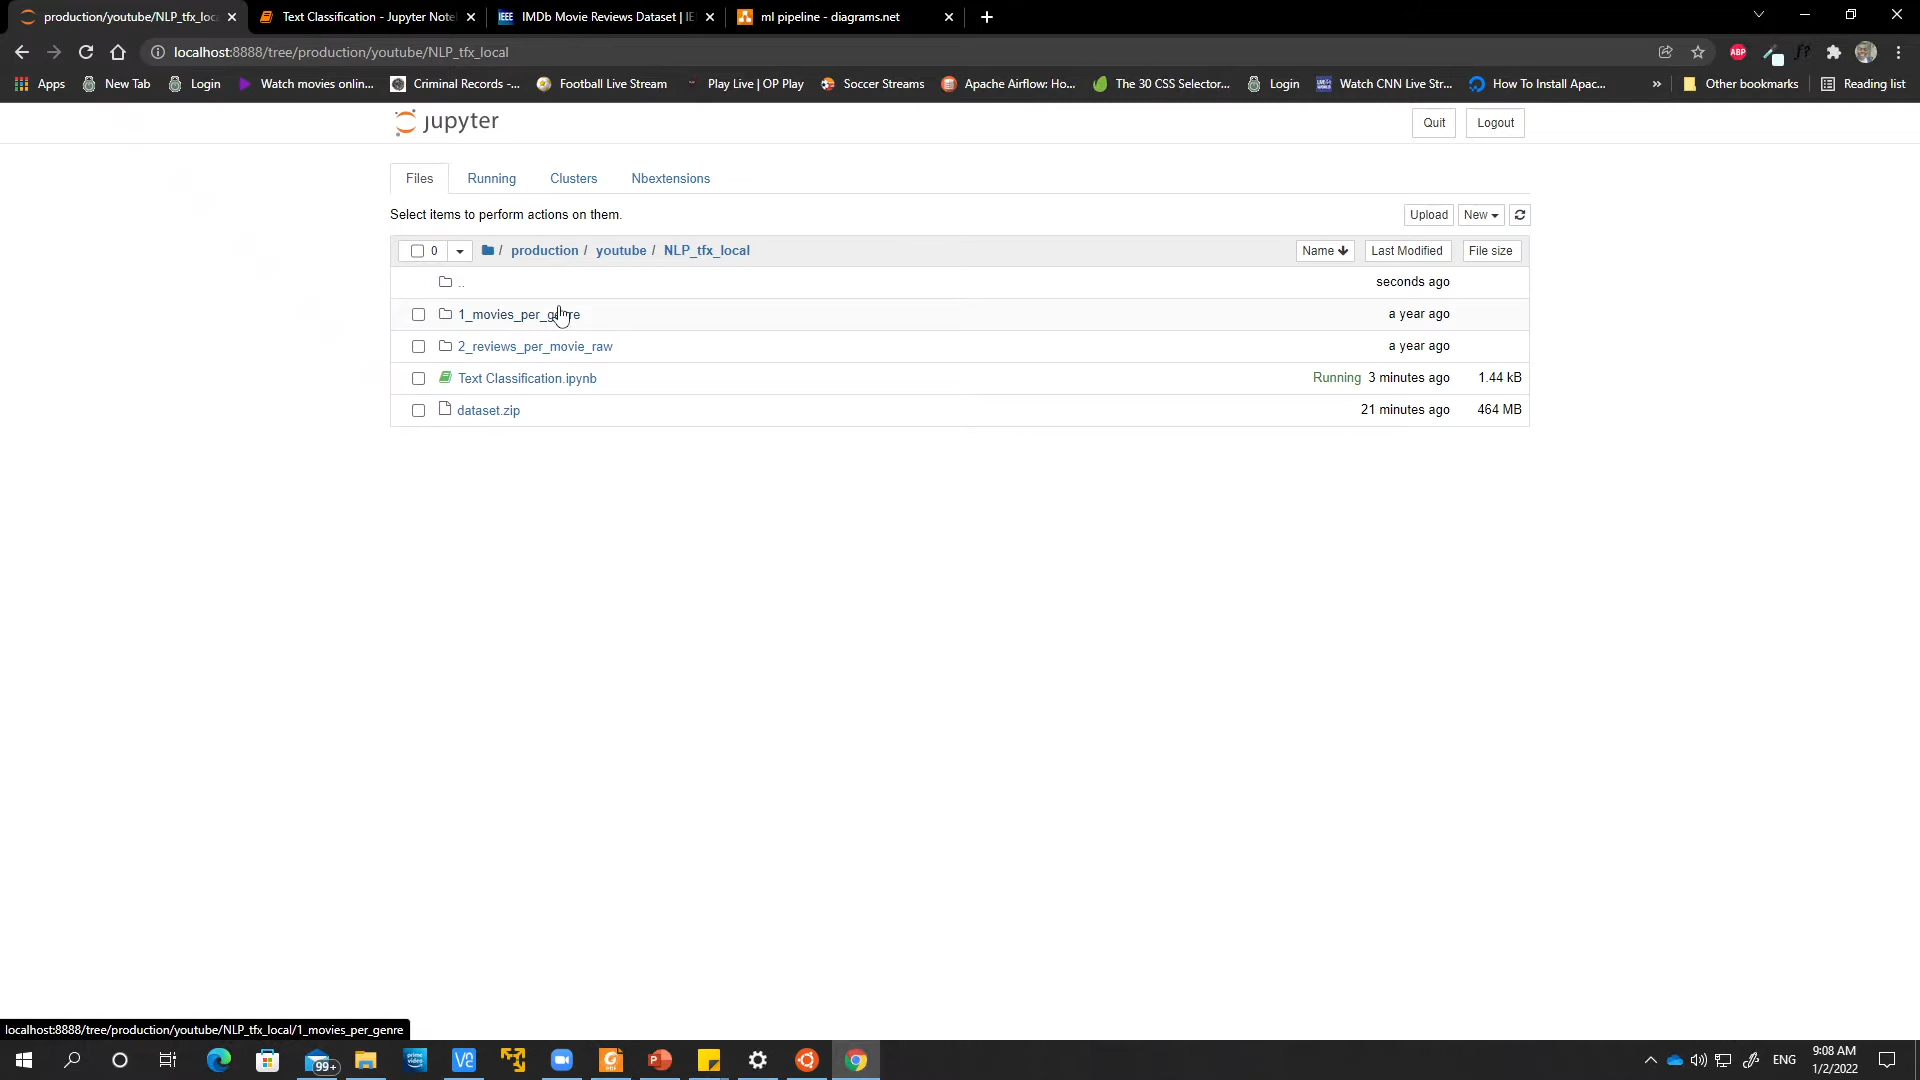 production/youtube/NLP_tfx_loc
Text Classification - Jupyter Note
IMDb Movie Reviews Dataset | IE
ml pipeline - diagrams.net
localhost:8888/tree/production/youtube/NLP_tfx_local
ABP
f?
Apps
New Tab
Login
Watch movies onlin...
Criminal Records -...
Football Live Stream
Play Live | OP Play
Soccer Streams
Apache Airflow: Ho...
The 30 CSS Selector...
Login
Watch CNN Live Str...
How To Install Apac...
»
Other bookmarks
Reading list
jupyter
Quit
Logout
Files
Running
Clusters
Nbextensions
Select items to perform actions on them.
Upload
New
0
/ production / youtube / NLP_tfx_local
Name
Last Modified
File size
..
seconds ago
1_movies_per_genre
a year ago
2_reviews_per_movie_raw
a year ago
Text Classification.ipynb
Running 3 minutes ago
1.44 kB
dataset.zip
21 minutes ago
464 MB
localhost:8888/tree/production/youtube/NLP_tfx_local/1_movies_per_genre
99+
prime video
ENG
9:08 AM
1/2/2022